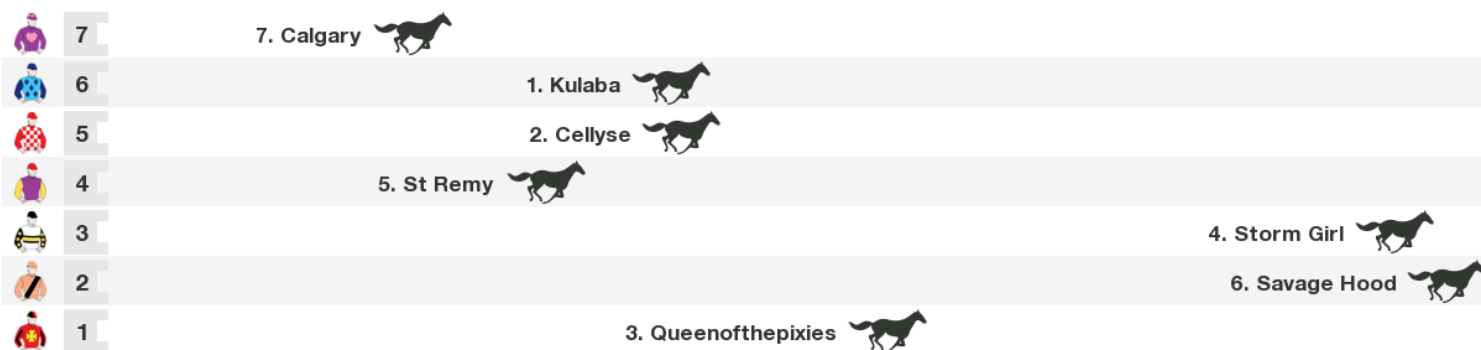 7 7. Calgary
6 1. Kulaba
5 2. Cellyse
4 5. St Remy
3 4. Storm Girl
2 6. Savage Hood
1 3. Queenofthepixies